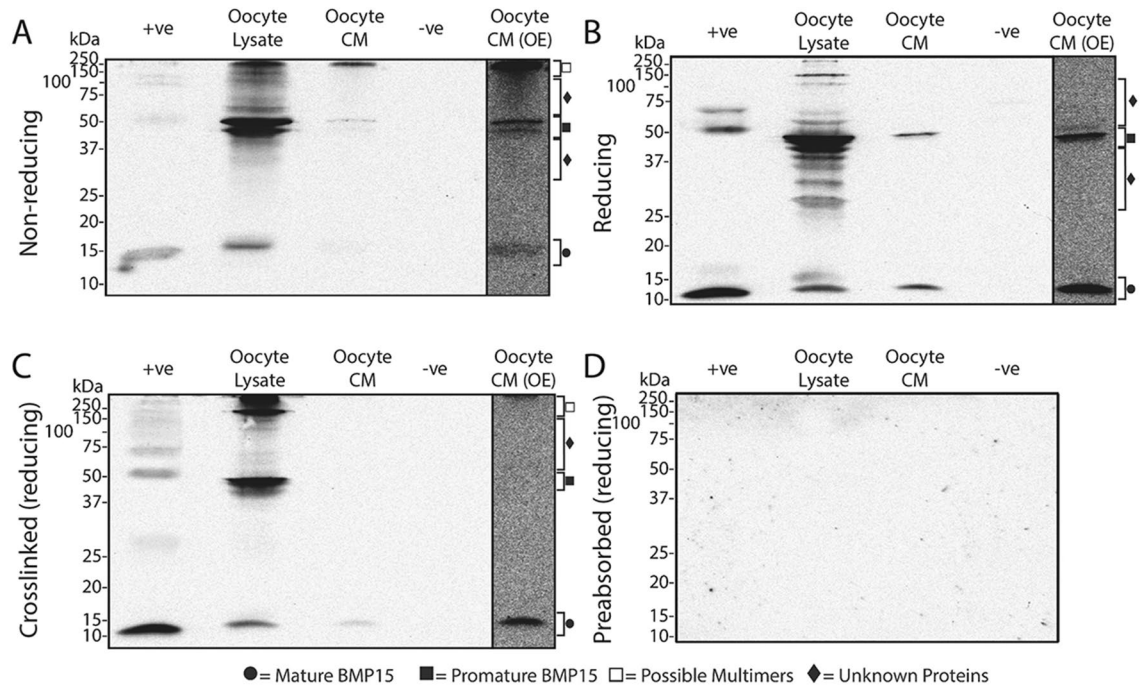 A
kDa
+ve
Oocyte Lysate
Oocyte CM
-ve
Oocyte CM (OE)
Non-reducing
250
150
100
75-
50-
37-
25-
20-
15-
10-
B
kDa
+ve
Oocyte Lysate
Oocyte CM
-ve
Oocyte CM (OE)
Reducing
250-
150-
100
75-
50-
37-
25-
20-
15-
10-
C
kDa
+ve
Oocyte Lysate
Oocyte CM
-ve
Oocyte CM (OE)
Crosslinked (reducing)
250-
150-
100
75-
50-
37-
25-
20-
15-
10-
D
kDa
+ve
Oocyte Lysate
Oocyte CM
-ve
Preabsorbed (reducing)
250-
150-
100
75-
50-
37-
25-
20-
15-
10-
●= Mature BMP15 ■= Promature BMP15 □= Possible Multimers ♦= Unknown Proteins